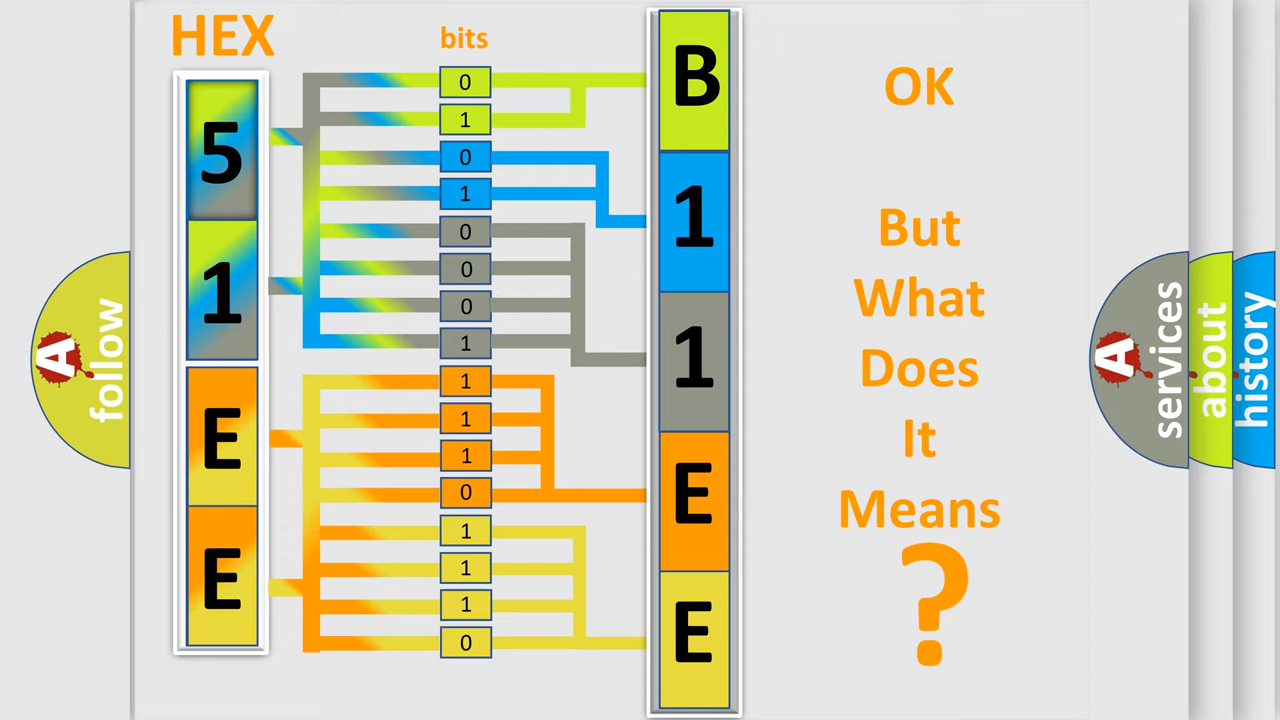 HEX
bits
5
1
E
E
0
1
0
1
0
0
0
1
1
1
1
0
1
1
1
0
B
1
1
E
E
OK
But
What
Does
It
Means
?
A
follow
A
services
about
history